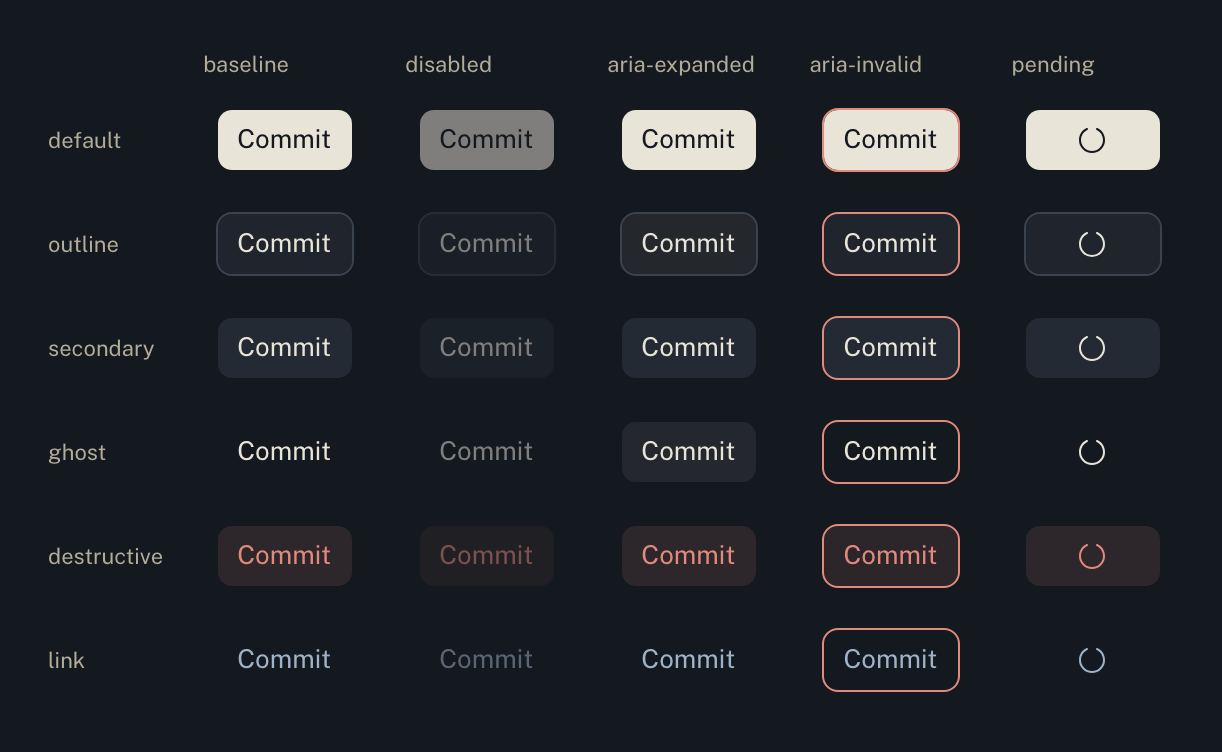 baseline disabled aria-expanded aria-invalid pending
default Commit Commit Commit Commit
outline Commit Commit Commit Commit
secondary Commit Commit Commit Commit
ghost Commit Commit Commit Commit
destructive Commit Commit Commit Commit
link Commit Commit Commit Commit